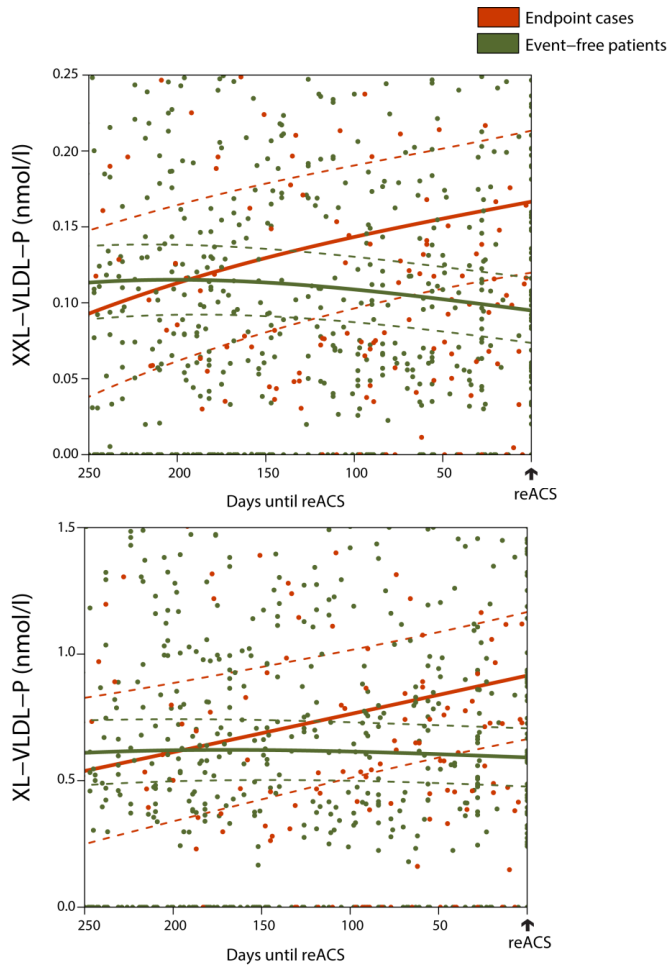 Endpoint cases
Event–free patients
XXL–VLDL–P (nmol/l)
0.25
0.20
0.15
0.10
0.05
0.00
250 200 150 100 50
Days until reACS
reACS
XL–VLDL–P (nmol/l)
1.5
1.0
0.5
0.0
250 200 150 100 50
Days until reACS
reACS